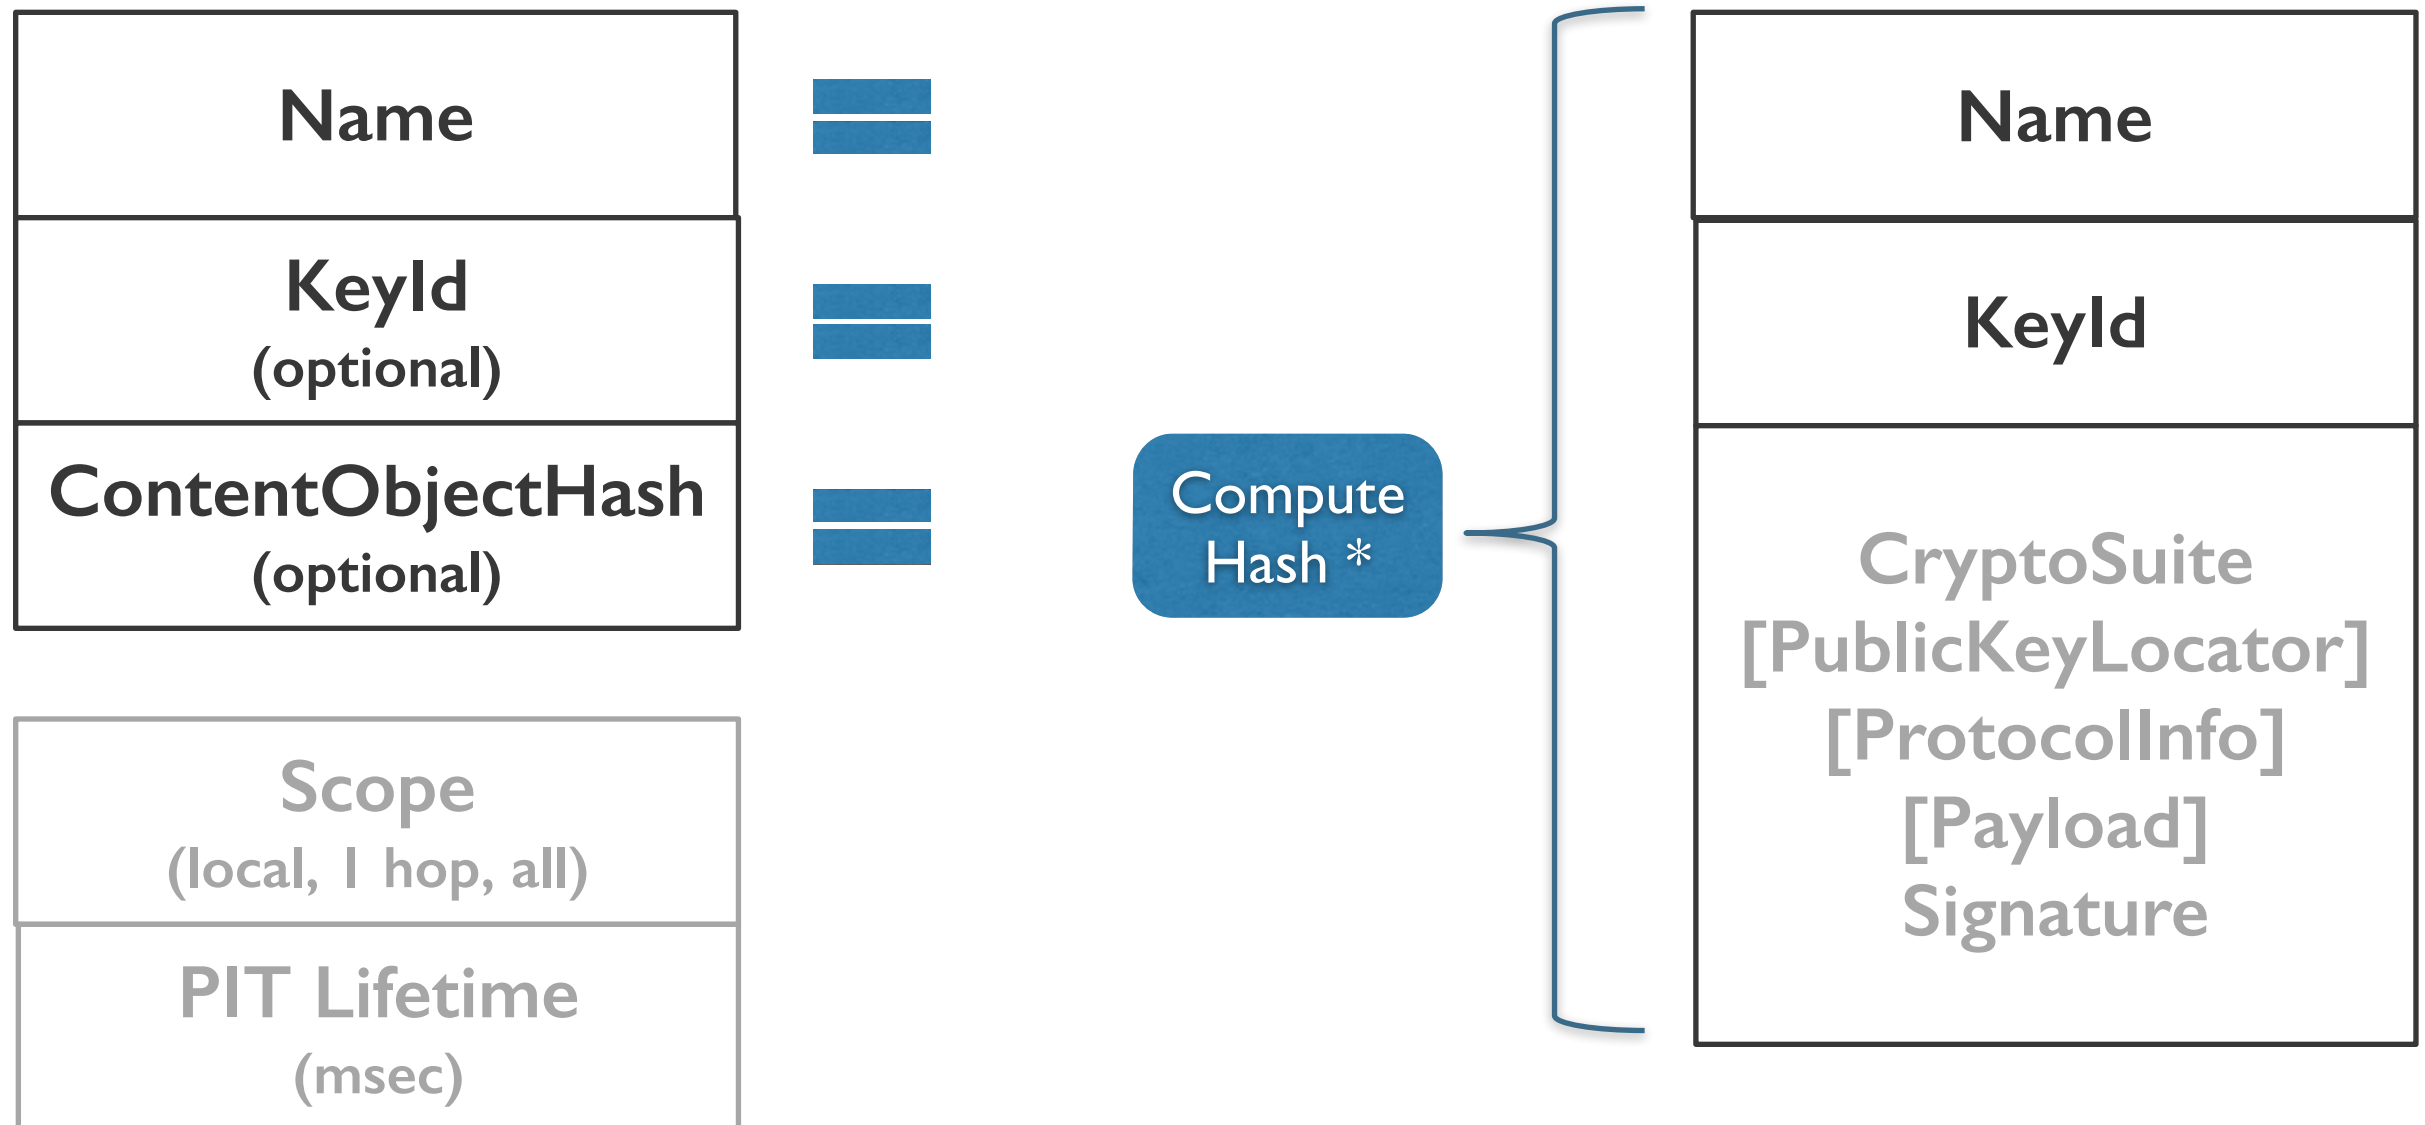 Name
KeyId
(optional)
ContentObjectHash
(optional)
Scope
(local, 1 hop, all)
PIT Lifetime
(msec)
Compute
Hash *
Name
KeyId
CryptoSuite
[PublicKeyLocator]
[ProtocolInfo]
[Payload]
Signature